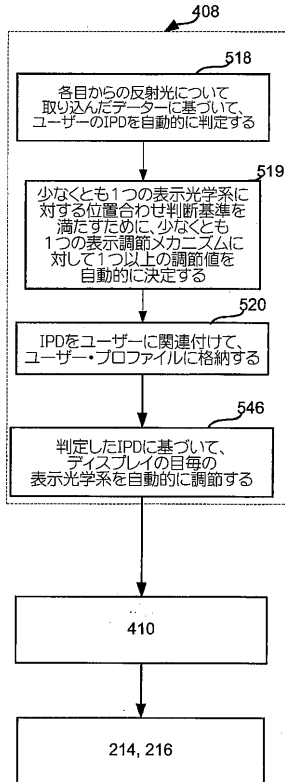 408
518
各目からの反射光について
取り込んだデーターに基づいて、
ユーザーのIPDを自動的に判定する
519
少なくとも1つの表示光学系に
対する位置合わせ判断基準を
満たすために、少なくとも
1つの表示調節メカニズムに
対して1つ以上の調節値を
自動的に決定する
520
IPDをユーザーに関連付けて、
ユーザー・プロファイルに格納する
546
判定したIPDに基づいて、
ディスプレイの目毎の
表示光学系を自動的に調節する
410
214, 216